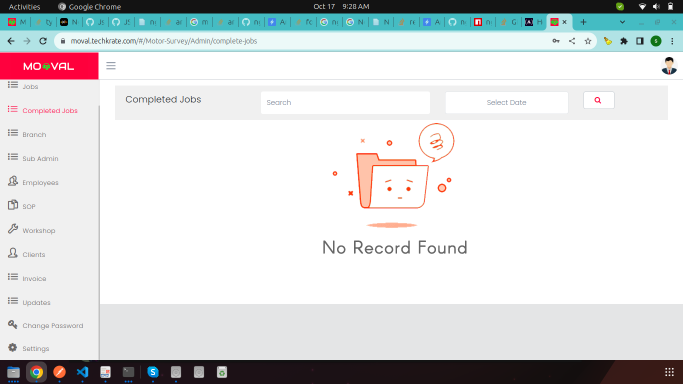 Activities
Google Chrome
Oct 17 9:28 AM
moval.techkrate.com/#/Motor-Survey/Admin/complete-jobs
MOVAL
Jobs
Completed Jobs
Branch
Sub Admin
Employees
SOP
Workshop
Clients
Invoice
Updates
Change Password
Settings
Completed Jobs
Search
Select Date
No Record Found